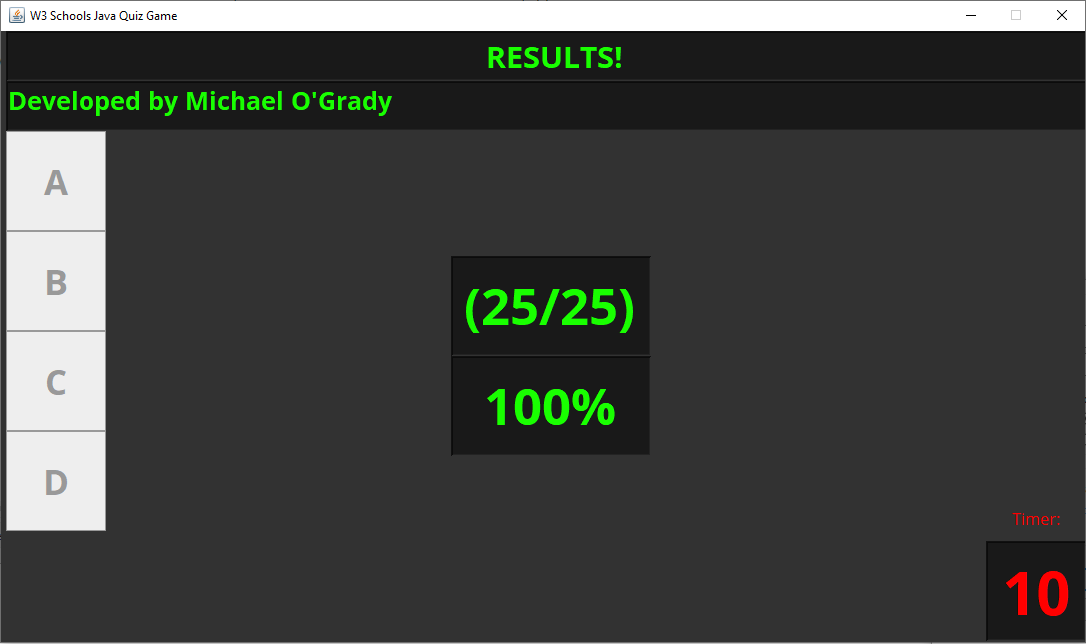 W3 Schools Java Quiz Game
RESULTS!
Developed by Michael O'Grady
A
B
C
D
(25/25)
100%
Timer:
10